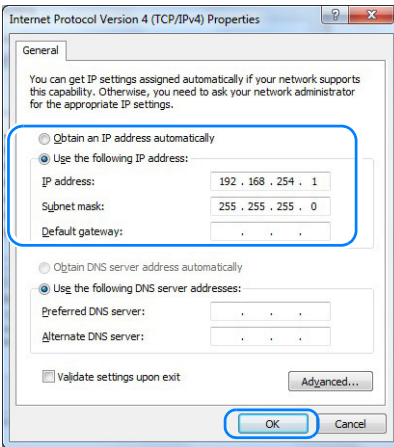 Internet Protocol Version 4 (TCP/IPv4) Properties
General
You can get IP settings assigned automatically if your network supports
this capability. Otherwise, you need to ask your network administrator
for the appropriate IP settings.
Obtain an IP address automatically
Use the following IP address:
IP address: 192 . 168 . 254 . 1
Subnet mask: 255 . 255 . 255 . 0
Default gateway: . . .
Obtain DNS server address automatically
Use the following DNS server addresses:
Preferred DNS server: . . .
Alternate DNS server: . . .
Validate settings upon exit
Advanced...
OK Cancel